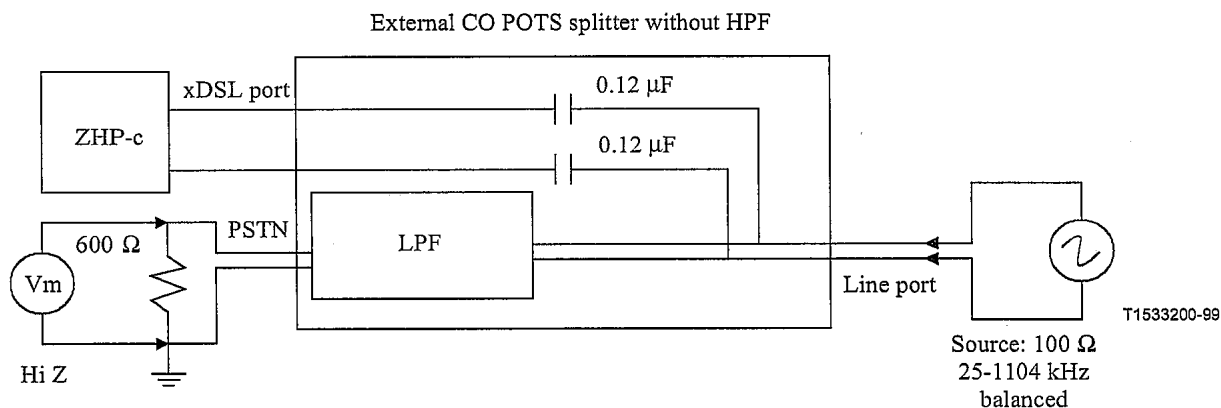 External CO POTS splitter without HPF
xDSL port
0.12 µF
ZHP-c
0.12 µF
PSTN
600 Ω
LPF
Vm
Line port
T1533200-99
Hi Z
Source: 100 Ω
25-1104 kHz
balanced